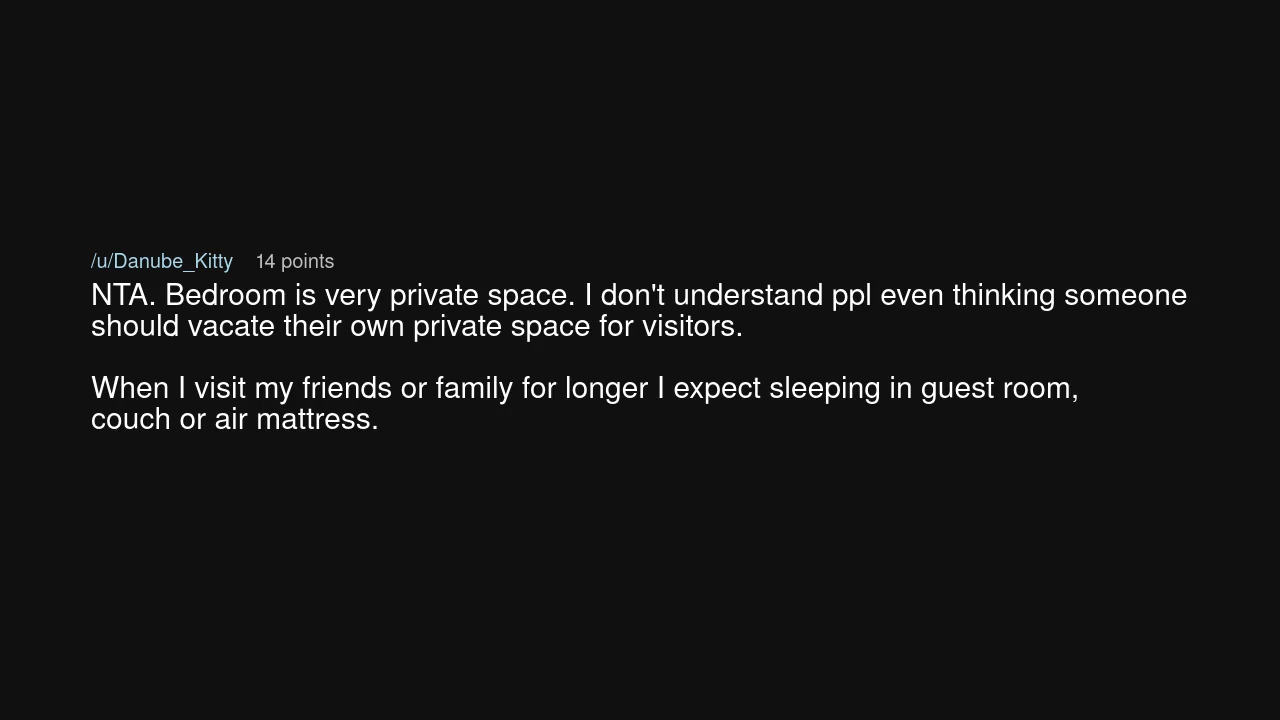 /u/Danube_Kitty 14 points
NTA. Bedroom is very private space. I don't understand ppl even thinking someone
should vacate their own private space for visitors.
When I visit my friends or family for longer I expect sleeping in guest room,
couch or air mattress.